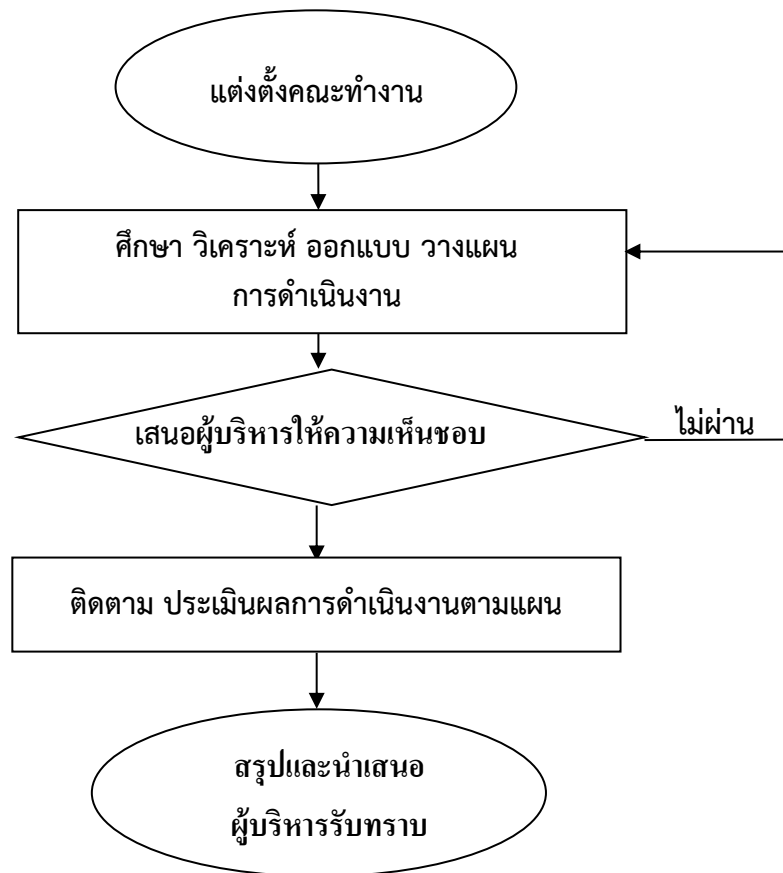 แต่งตั้งคณะทำงาน
ศึกษา วิเคราะห์ ออกแบบ วางแผน
การดำเนินงาน
เสนอผู้บริหารให้ความเห็นชอบ
ไม่ผ่าน
ติดตาม ประเมินผลการดำเนินงานตามแผน
สรุปและนำเสนอ
ผู้บริหารรับทราบ